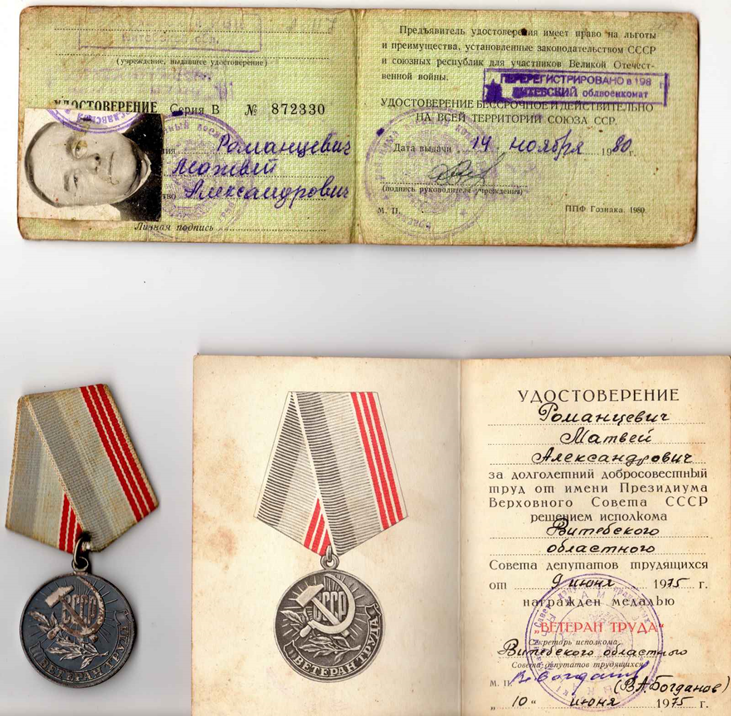 (учреждение, выдавшее удостоверение)
УДОСТОВЕРЕНИЕ Серия В № 872330
Романцевич
Матвей
Александрович
Личная подпись
Предъявитель удостоверения имеет право на льготы
и преимущества, установленные законодательством СССР
и союзных республик для участников Великой Отечест-
венной войны.
ПЕРЕРЕГИСТРИРОВАНО в 198 г
ВИТЕБСКИЙ облвоенкомат
УДОСТОВЕРЕНИЕ БЕССРОЧНОЕ И ДЕЙСТВИТЕЛЬНО
НА ВСЕЙ ТЕРРИТОРИИ СОЮЗА ССР.
Дата выдачи 14 ноября 1980 г.
(подпись руководителя учреждения)
М. П. ППФ Гознака. 1980.
СССР
ВЕТЕРАН ТРУДА
СССР
ВЕТЕРАН ТРУДА
УДОСТОВЕРЕНИЕ
Романцевич
Матвей
Александрович
за долголетний добросовестный
труд от имени Президиума
Верховного Совета СССР
решением исполкома
Витебского
областного
Совета депутатов трудящихся
от 9 июня 1975 г.
награжден медалью
"ВЕТЕРАН ТРУДА"
Секретарь исполкома
Витебского областного
Совета депутатов трудящихся
М. П. (В.А.Богданов)
„10" июня 1975 г.